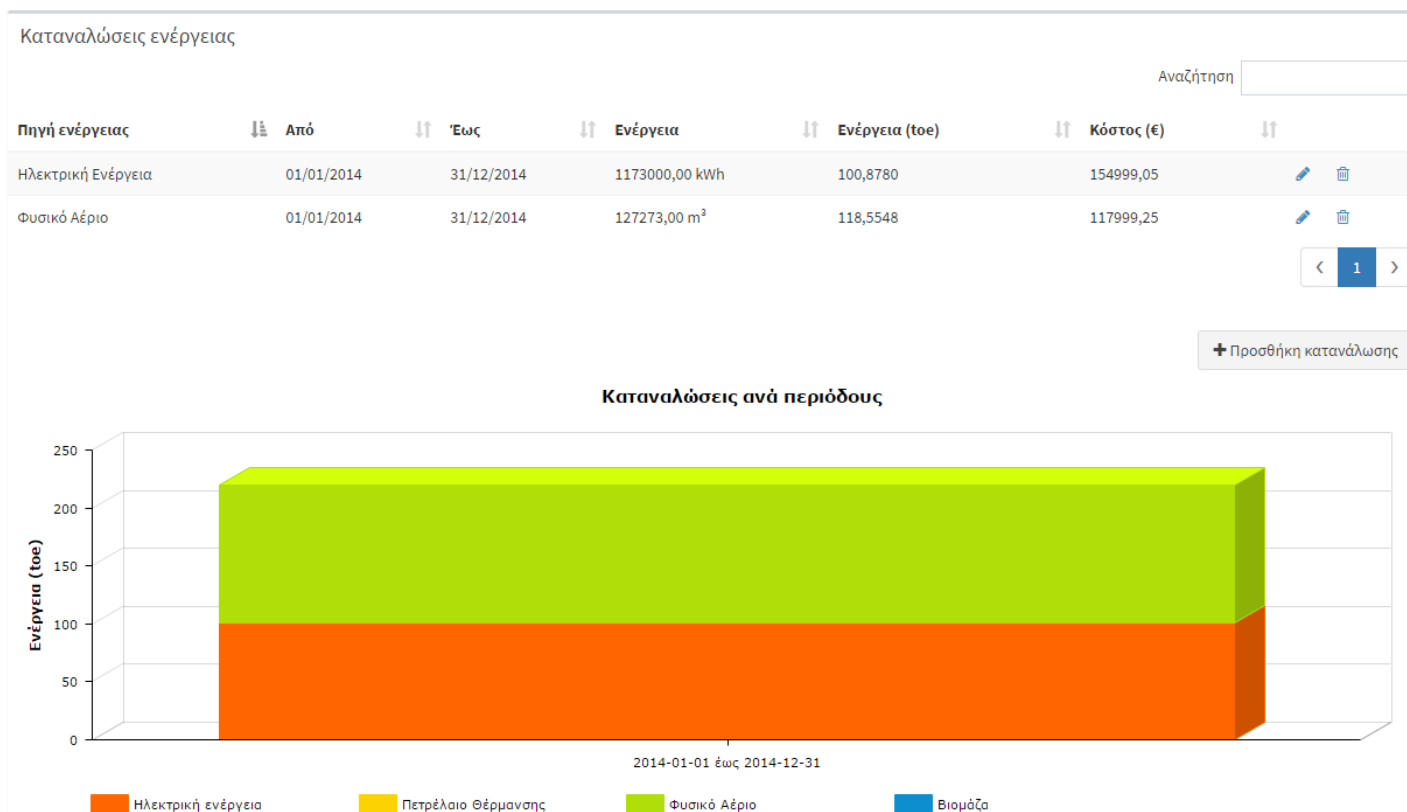 Καταναλώσεις ενέργειας
Αναζήτηση
Πηγή ενέργειας Από Έως Ενέργεια Ενέργεια (toe) Κόστος (€)
Ηλεκτρική Ενέργεια 01/01/2014 31/12/2014 1173000,00 kWh 100,8780 154999,05
Φυσικό Αέριο 01/01/2014 31/12/2014 127273,00 m³ 118,5548 117999,25
‹ 1 ›
+ Προσθήκη κατανάλωσης
Καταναλώσεις ανά περιόδους
Ενέργεια (toe)
250
200
150
100
50
0
2014-01-01 έως 2014-12-31
Ηλεκτρική ενέργεια Πετρέλαιο Θέρμανσης Φυσικό Αέριο Βιομάζα